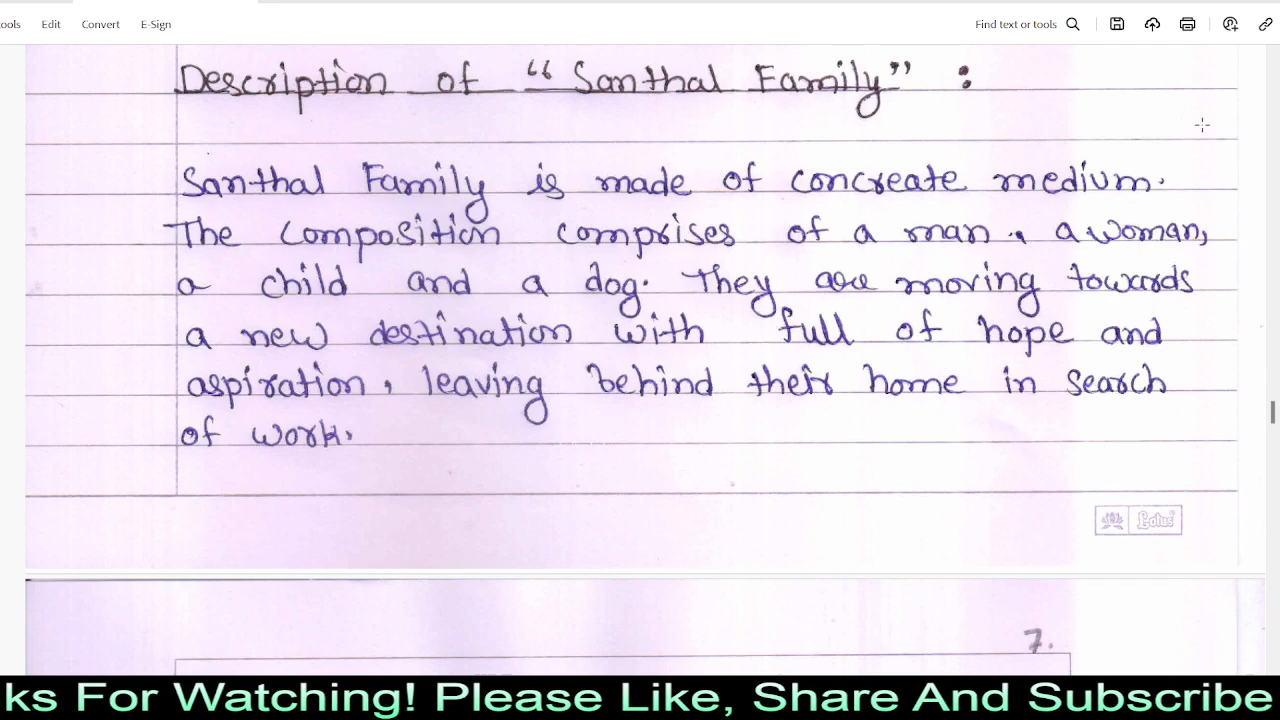 ools Edit Convert E-Sign Find text or tools
Description of “Santhal Family” :
Santhal Family is made of concreate medium.
The composition comprises of a man, a woman,
a child and a dog. They are moving towards
a new destination with full of hope and
aspiration, leaving behind their home in search
of work.
Lotus
7.
ks For Watching! Please Like, Share And Subscribe